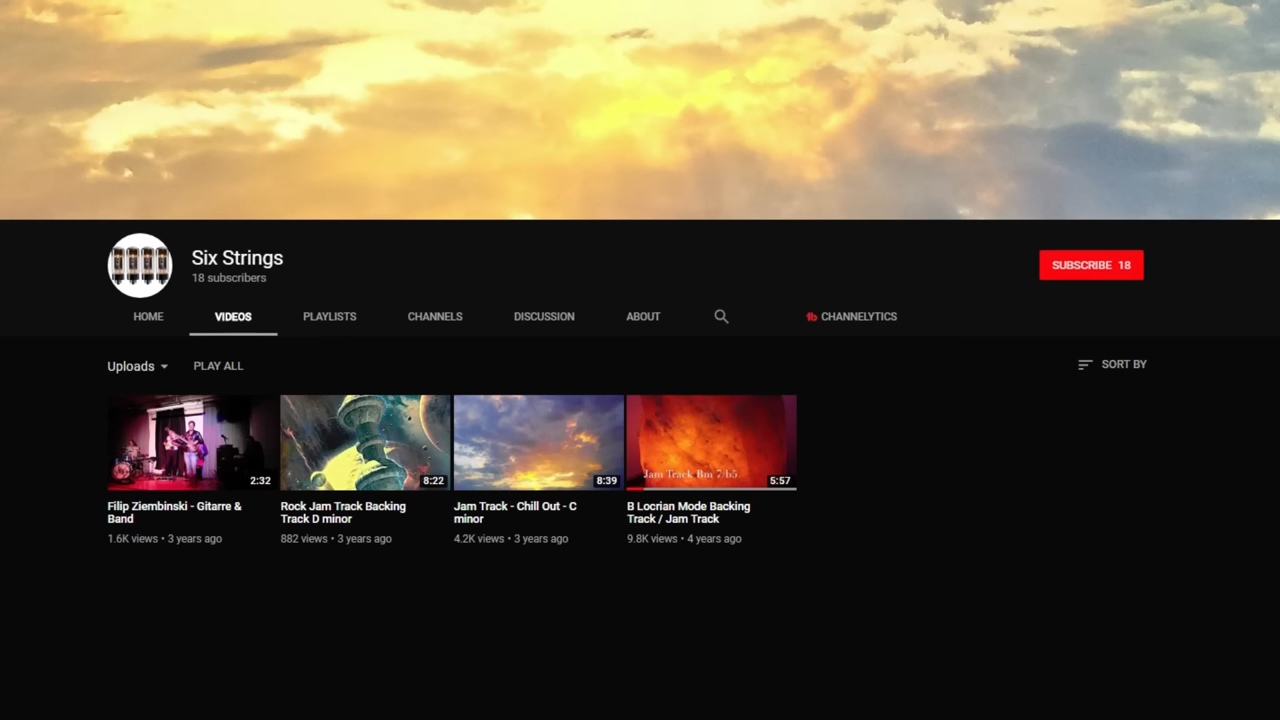 Six Strings
18 subscribers
SUBSCRIBE 18
HOME
VIDEOS
PLAYLISTS
CHANNELS
DISCUSSION
ABOUT
CHANNELYTICS
Uploads
PLAY ALL
SORT BY
2:32
Filip Ziembinski - Gitarre &
Band
1.6K views • 3 years ago
8:22
Rock Jam Track Backing
Track D minor
882 views • 3 years ago
8:39
Jam Track - Chill Out - C
minor
4.2K views • 3 years ago
Jam Track Bm 7/b5
5:57
B Locrian Mode Backing
Track / Jam Track
9.8K views • 4 years ago